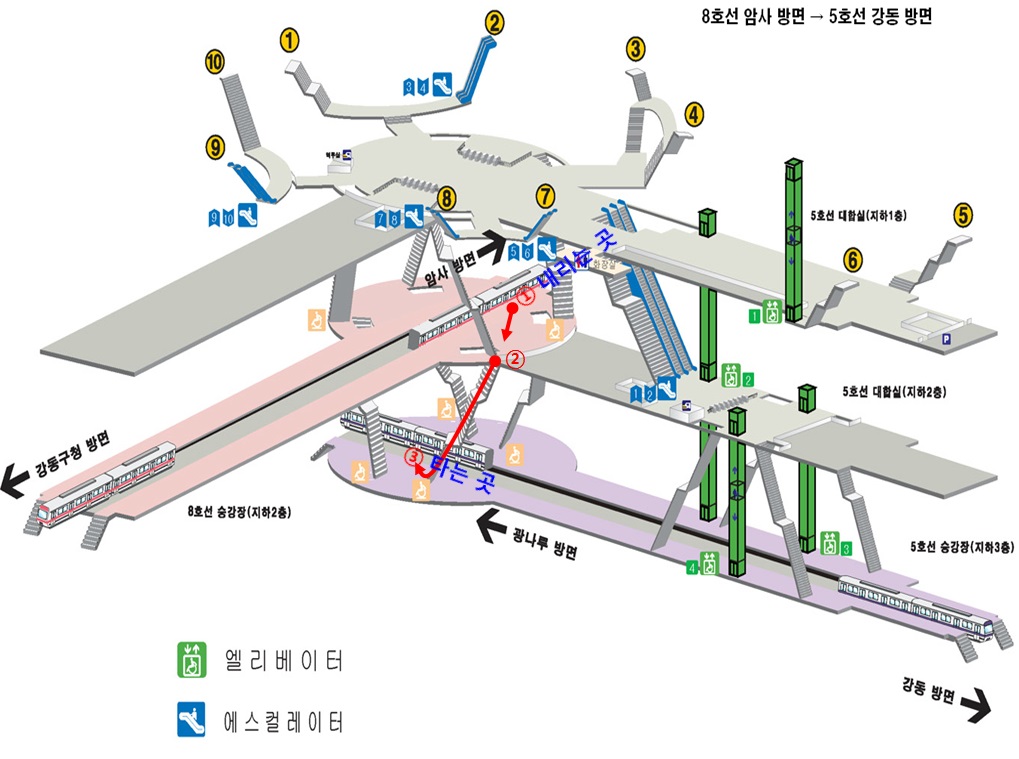 8호선 암사 방면 → 5호선 강동 방면
1
2
3
4
10
9
3 4
역무실
9 10
7 8
8
7
5 6
암사 방면
내리는 곳
화장실
5호선 대합실(지하1층)
5
6
1
P
①
②
③
타는 곳
1 2
2
5호선 대합실(지하2층)
강동구청 방면
8호선 승강장(지하2층)
광나루 방면
5호선 승강장(지하3층)
3
4
강동 방면
엘리베이터
에스컬레이터